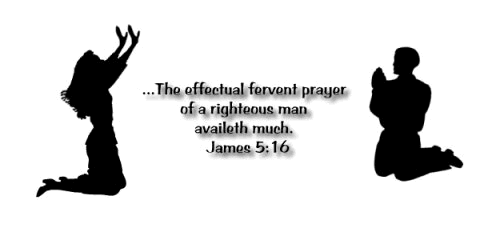 ...The effectual fervent prayer
of a righteous man
availeth much.
James 5:16